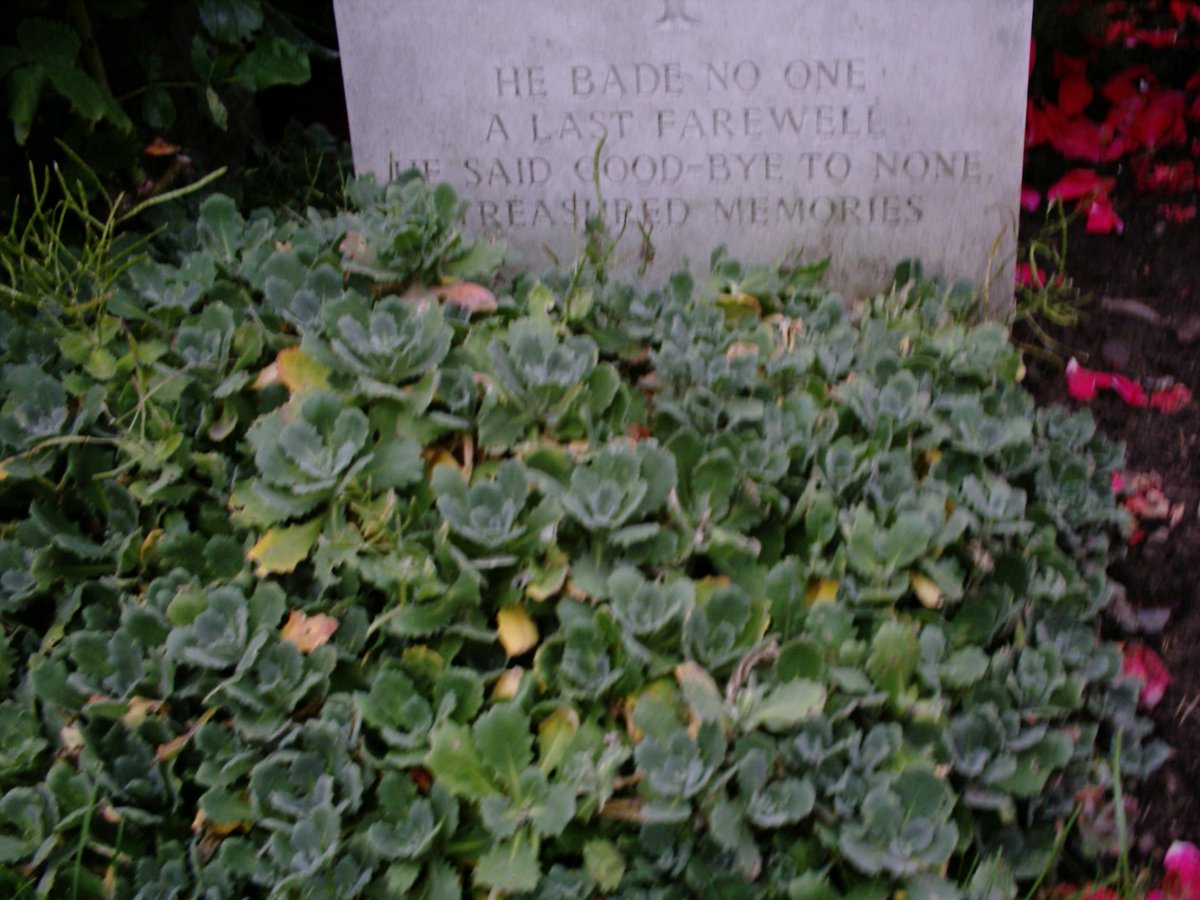 HE BADE NO ONE
A LAST FAREWELL
HE SAID GOOD-BYE TO NONE.
TREASURED MEMORIES